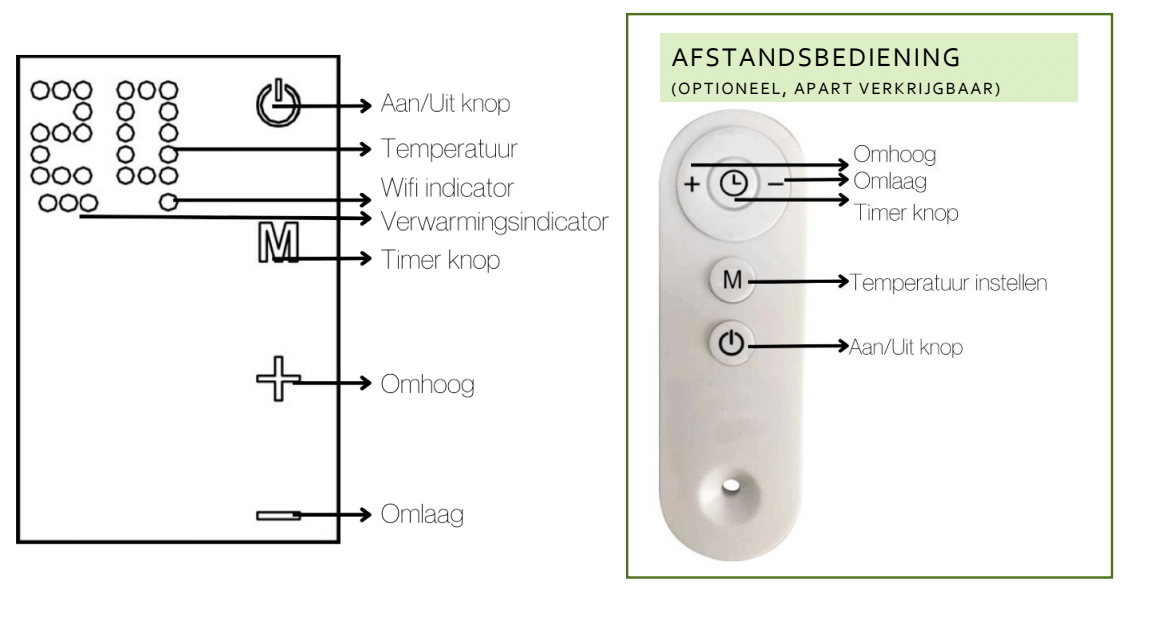 20
Aan/Uit knop
Temperatuur
Wifi indicator
Verwarmingsindicator
M
Timer knop
+
Omhoog
-
Omlaag
AFSTANDSBEDIENING
(OPTIONEEL, APART VERKRIJGBAAR)
Omhoog
+ −
Omlaag
Timer knop
M
Temperatuur instellen
Aan/Uit knop